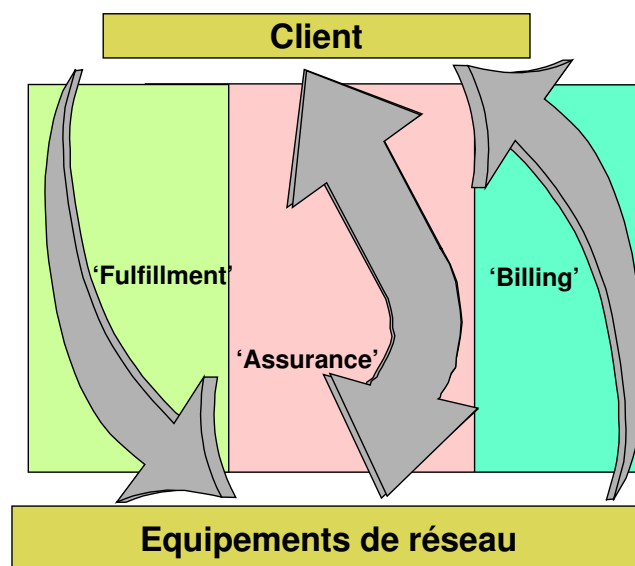 Client
‘Fulfillment’
‘Billing’
‘Assurance’
Equipements de réseau